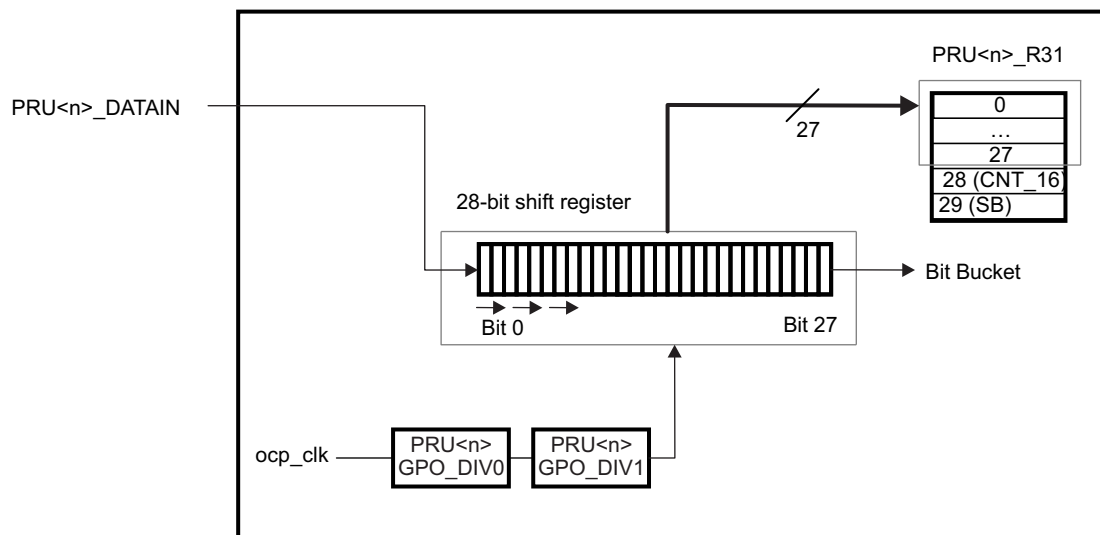 PRU<n>_R31
PRU<n>_DATAIN
0
...
27
27
28 (CNT_16)
29 (SB)
28-bit shift register
Bit Bucket
Bit 0
Bit 27
ocp_clk
PRU<n>
GPO_DIV0
PRU<n>
GPO_DIV1